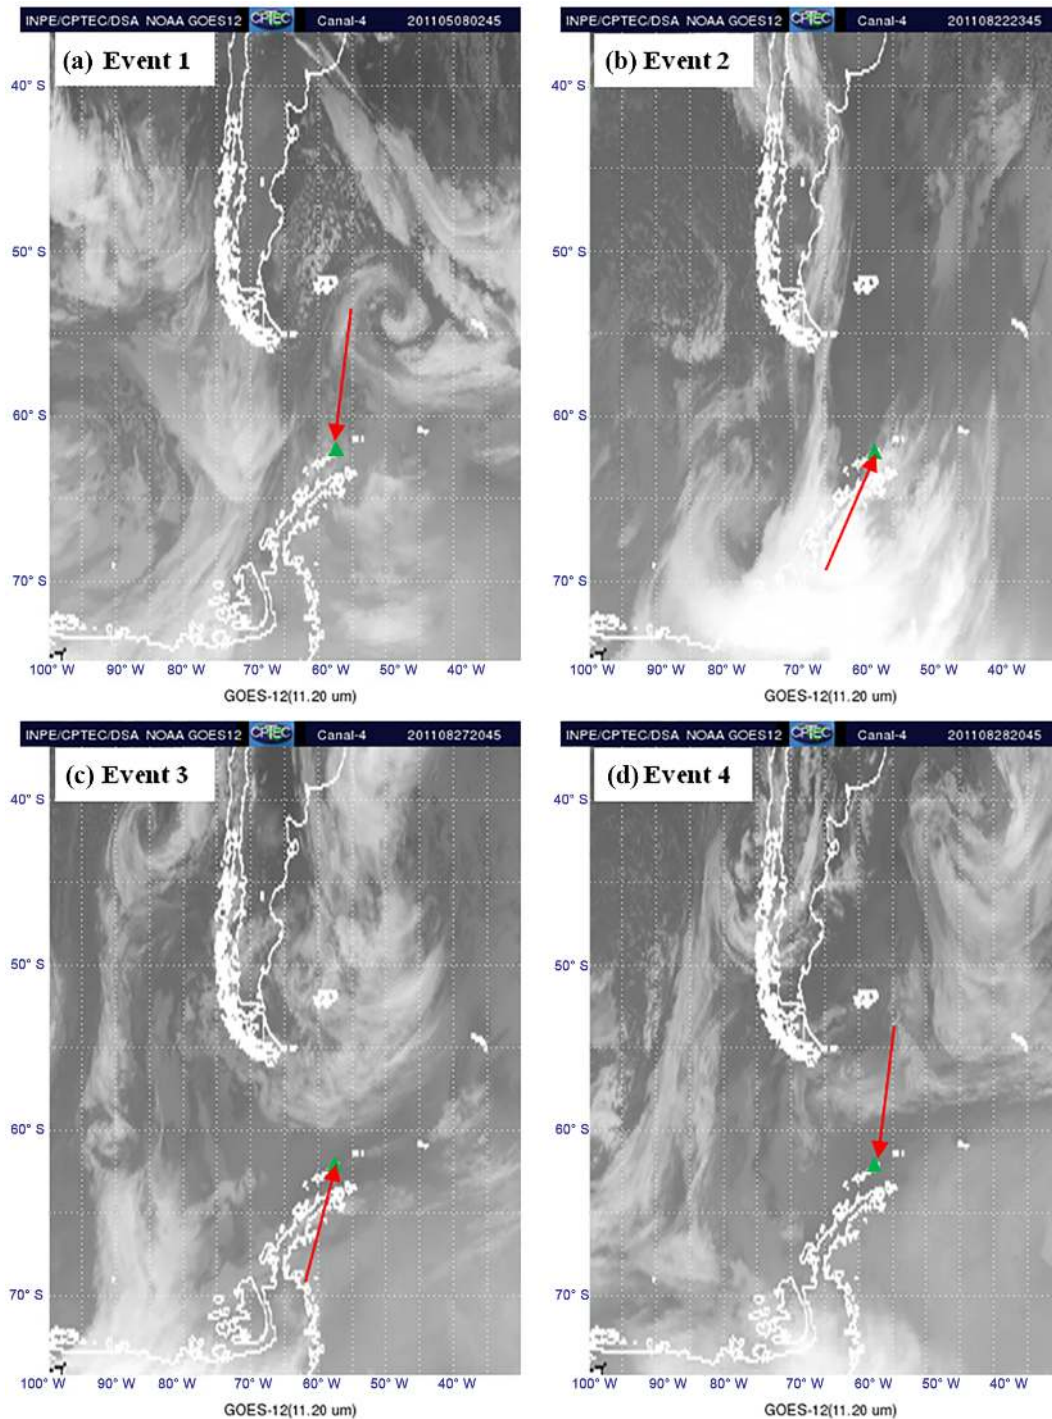 INPE/CPTEC/DSA NOAA GOES12 CPTEC Canal-4 201105080245
(a) Event 1
40° S
50° S
60° S
70° S
100° W 90° W 80° W 70° W 60° W 50° W 40° W
GOES-12(11.20 um)
INPE/CPTEC/DSA NOAA GOES12 CPTEC Canal-4 201108222345
(b) Event 2
40° S
50° S
60° S
70° S
100° W 90° W 80° W 70° W 60° W 50° W 40° W
GOES-12(11.20 um)
INPE/CPTEC/DSA NOAA GOES12 CPTEC Canal-4 201108272045
(c) Event 3
40° S
50° S
60° S
70° S
100° W 90° W 80° W 70° W 60° W 50° W 40° W
GOES-12(11.20 um)
INPE/CPTEC/DSA NOAA GOES12 CPTEC Canal-4 201108282045
(d) Event 4
40° S
50° S
60° S
70° S
100° W 90° W 80° W 70° W 60° W 50° W 40° W
GOES-12(11.20 um)